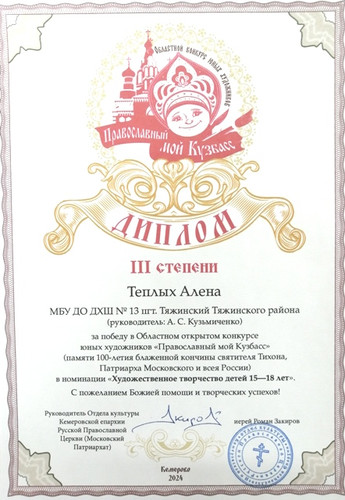 Областной конкурс юных художников
Православный
мой Кузбасс
ДИПЛОМ
III степени
Теплых Алена
МБУ ДО ДХШ № 13 пгт. Тяжинский Тяжинского района
(руководитель: А. С. Кузьмиченко)
за победу в Областном открытом конкурсе
юных художников «Православный мой Кузбасс»
(памяти 100-летия блаженной кончины святителя Тихона,
Патриарха Московского и всея России)
в номинации «Художественное творчество детей 15—18 лет».
С пожеланием Божией помощи и творческих успехов!
Руководитель Отдела культуры
Кемеровской епархии
Русской Православной
Церкви (Московский
Патриархат)
иерей Роман Закиров
Кемерово
2024